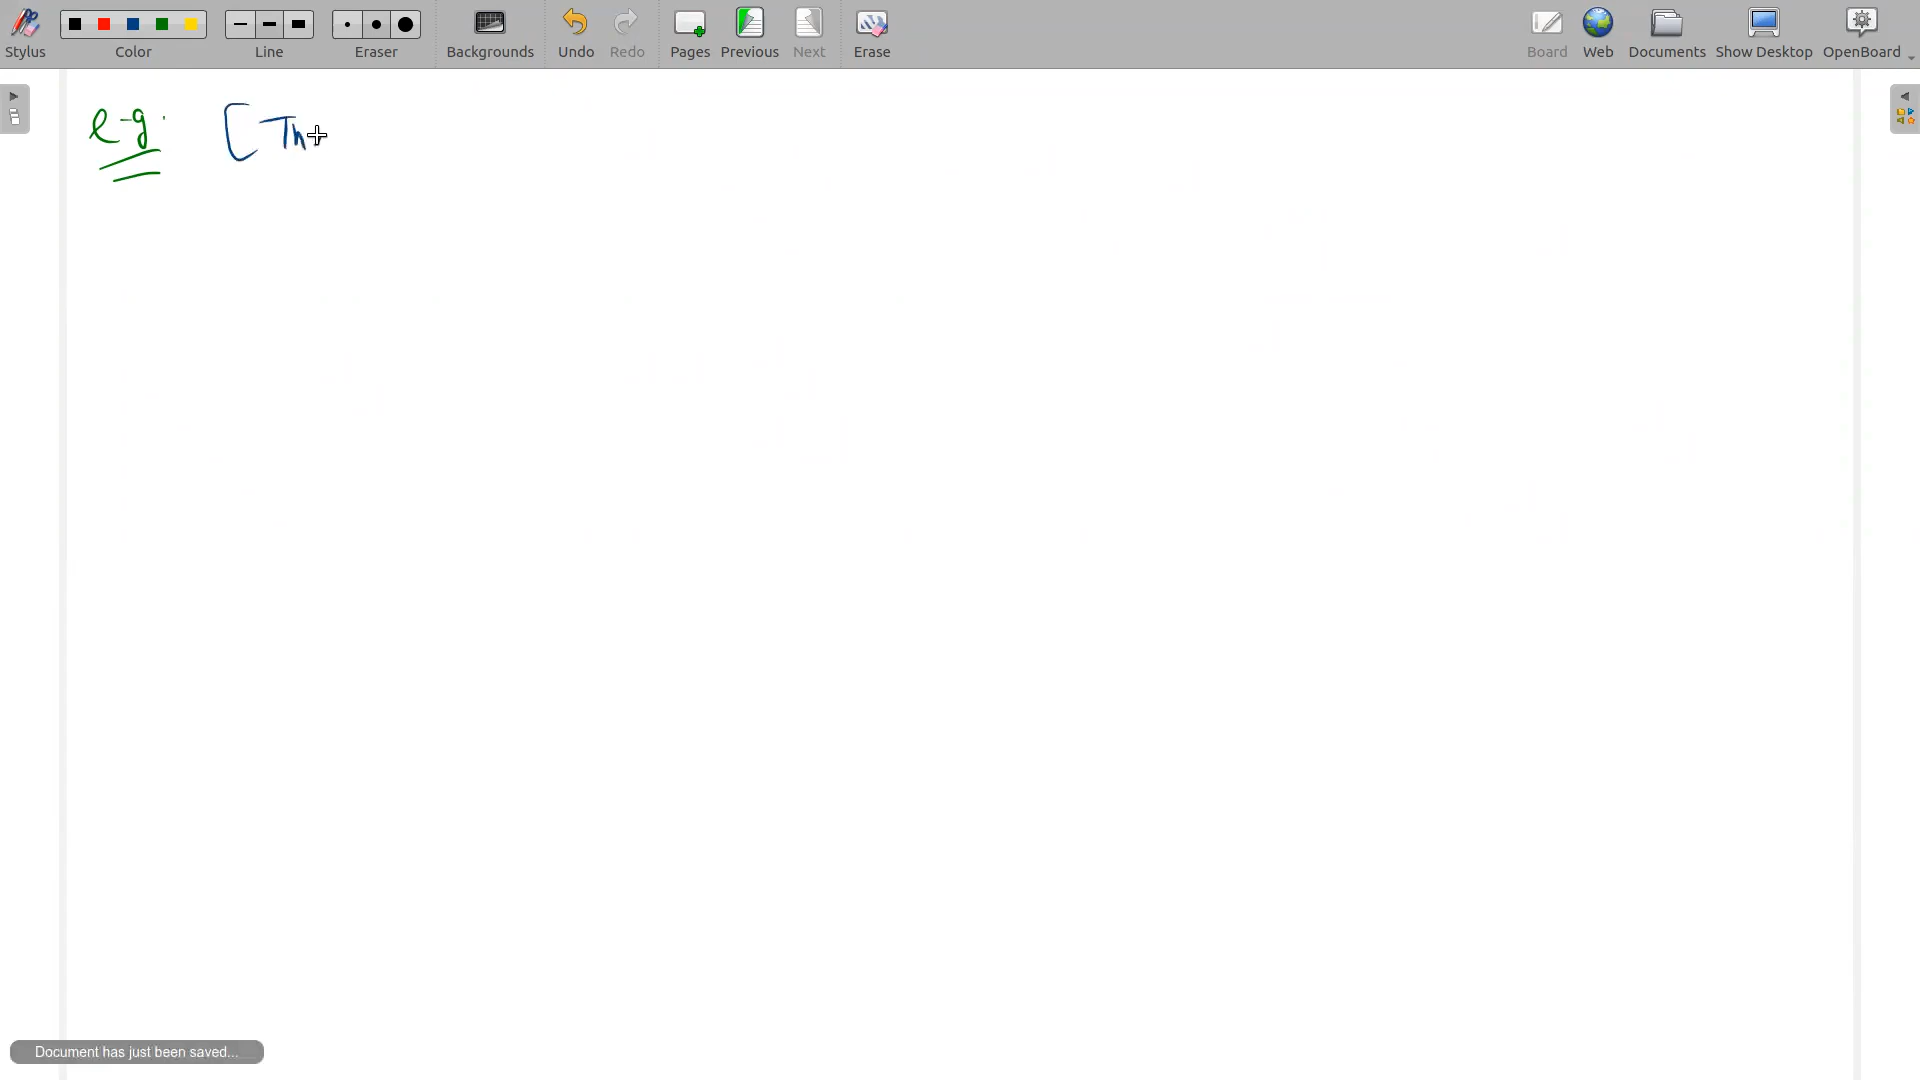 Stylus Color Line Eraser Backgrounds Undo Redo Pages Previous Next Erase Board Web Documents Show Desktop OpenBoard
e-g. [ Th
Document has just been saved...